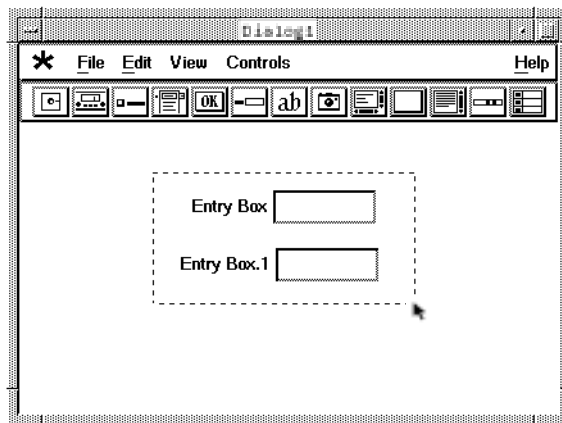 Dialog1
File Edit View Controls Help
OK ab
Entry Box
Entry Box.1